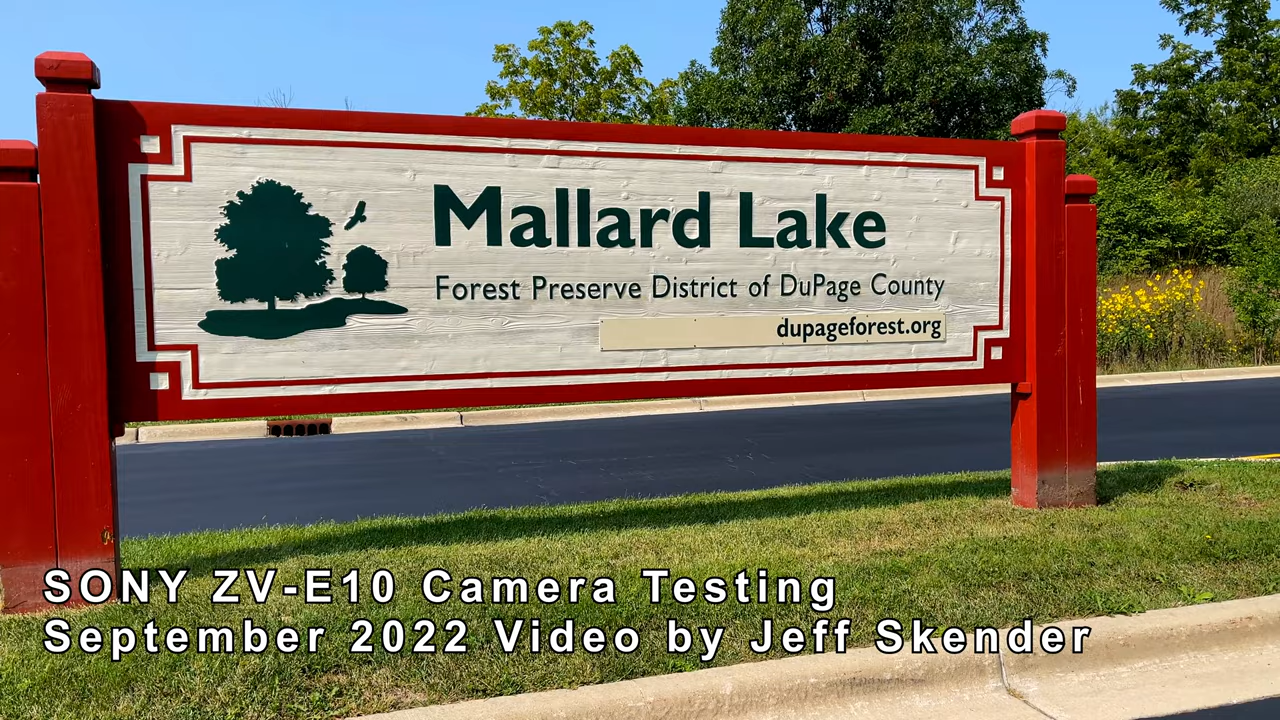 Mallard Lake
Forest Preserve District of DuPage County
dupageforest.org
SONY ZV-E10 Camera Testing
September 2022 Video by Jeff Skender